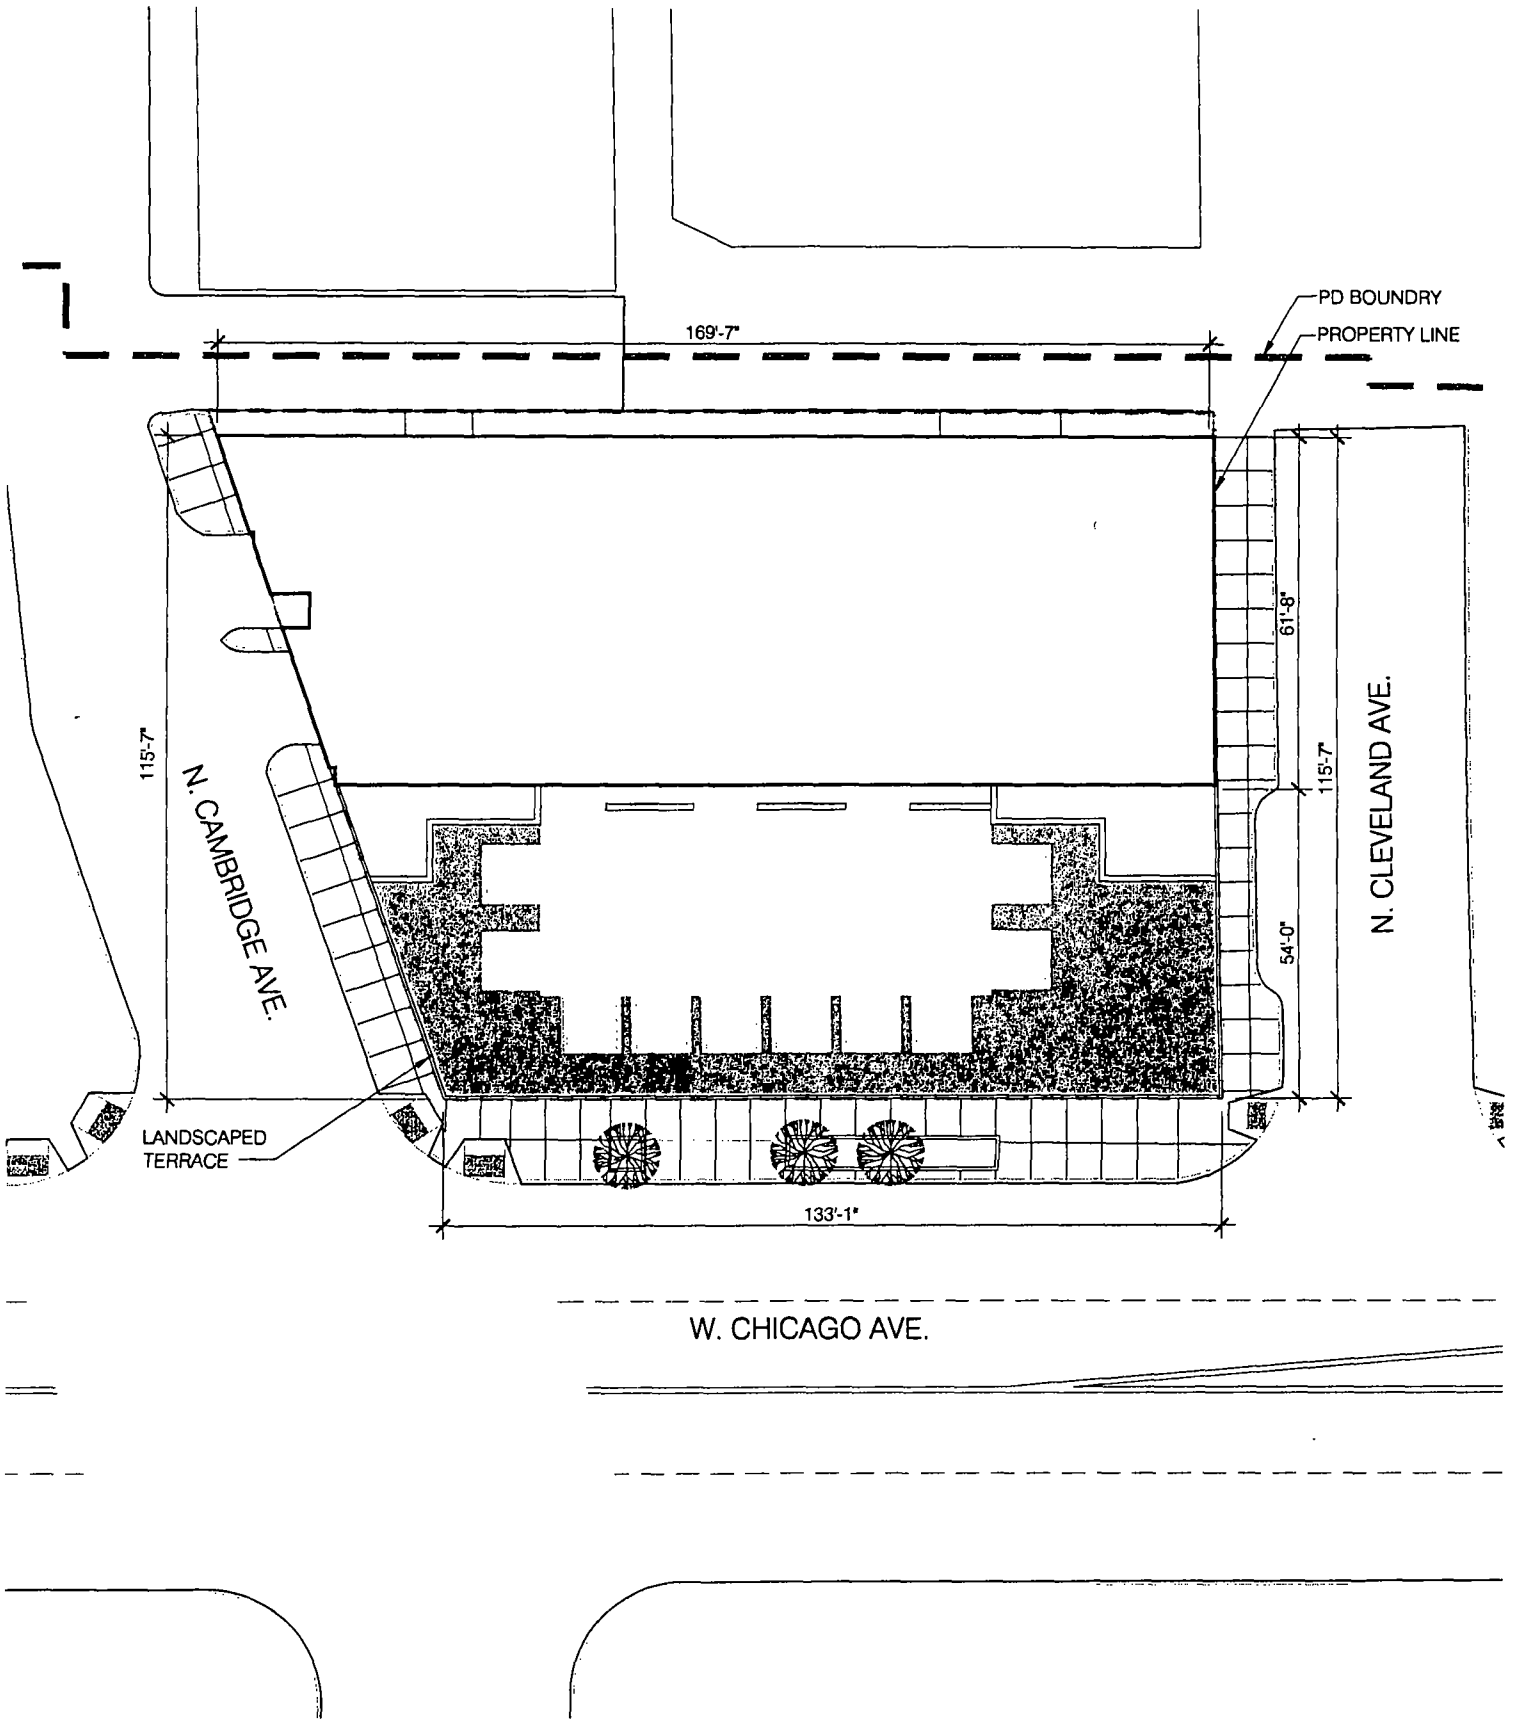 PD BOUNDRY
169'-7"
PROPERTY LINE
61'-8"
115'-7"
115'-7"
N. CLEVELAND AVE.
N. CAMBRIDGE AVE.
54'-0"
LANDSCAPED
TERRACE
133'-1"
W. CHICAGO AVE.